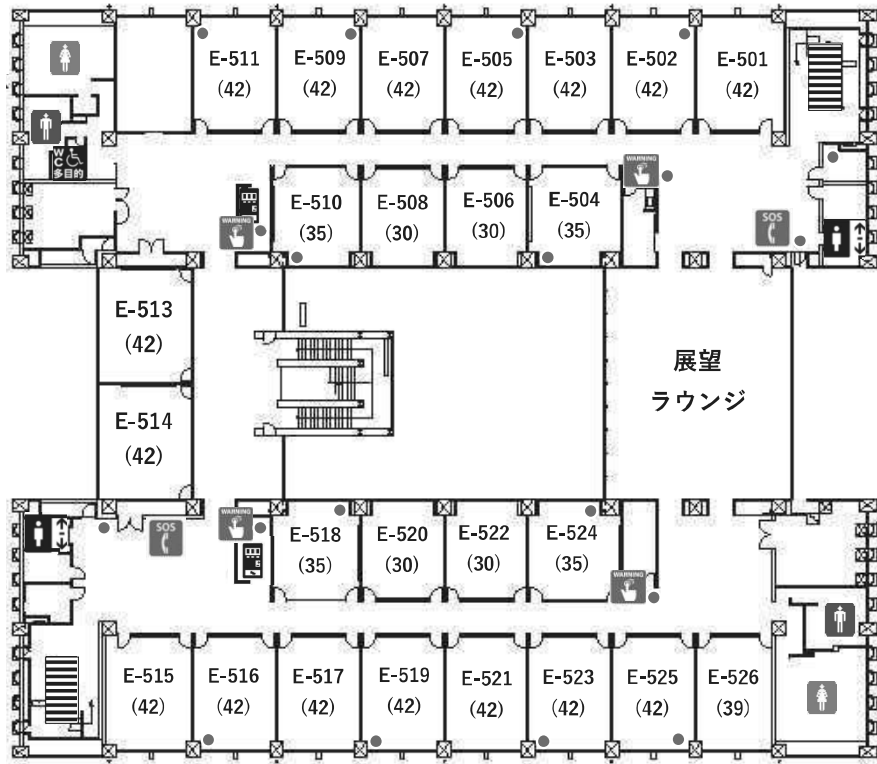 E-511
(42)
E-509
(42)
E-507
(42)
E-505
(42)
E-503
(42)
E-502
(42)
E-501
(42)
WC
多目的
E-510
(35)
E-508
(30)
E-506
(30)
E-504
(35)
WARNING
WARNING
SOS
E-513
(42)
E-514
(42)
展望
ラウンジ
SOS
WARNING
E-518
(35)
E-520
(30)
E-522
(30)
E-524
(35)
WARNING
E-515
(42)
E-516
(42)
E-517
(42)
E-519
(42)
E-521
(42)
E-523
(42)
E-525
(42)
E-526
(39)